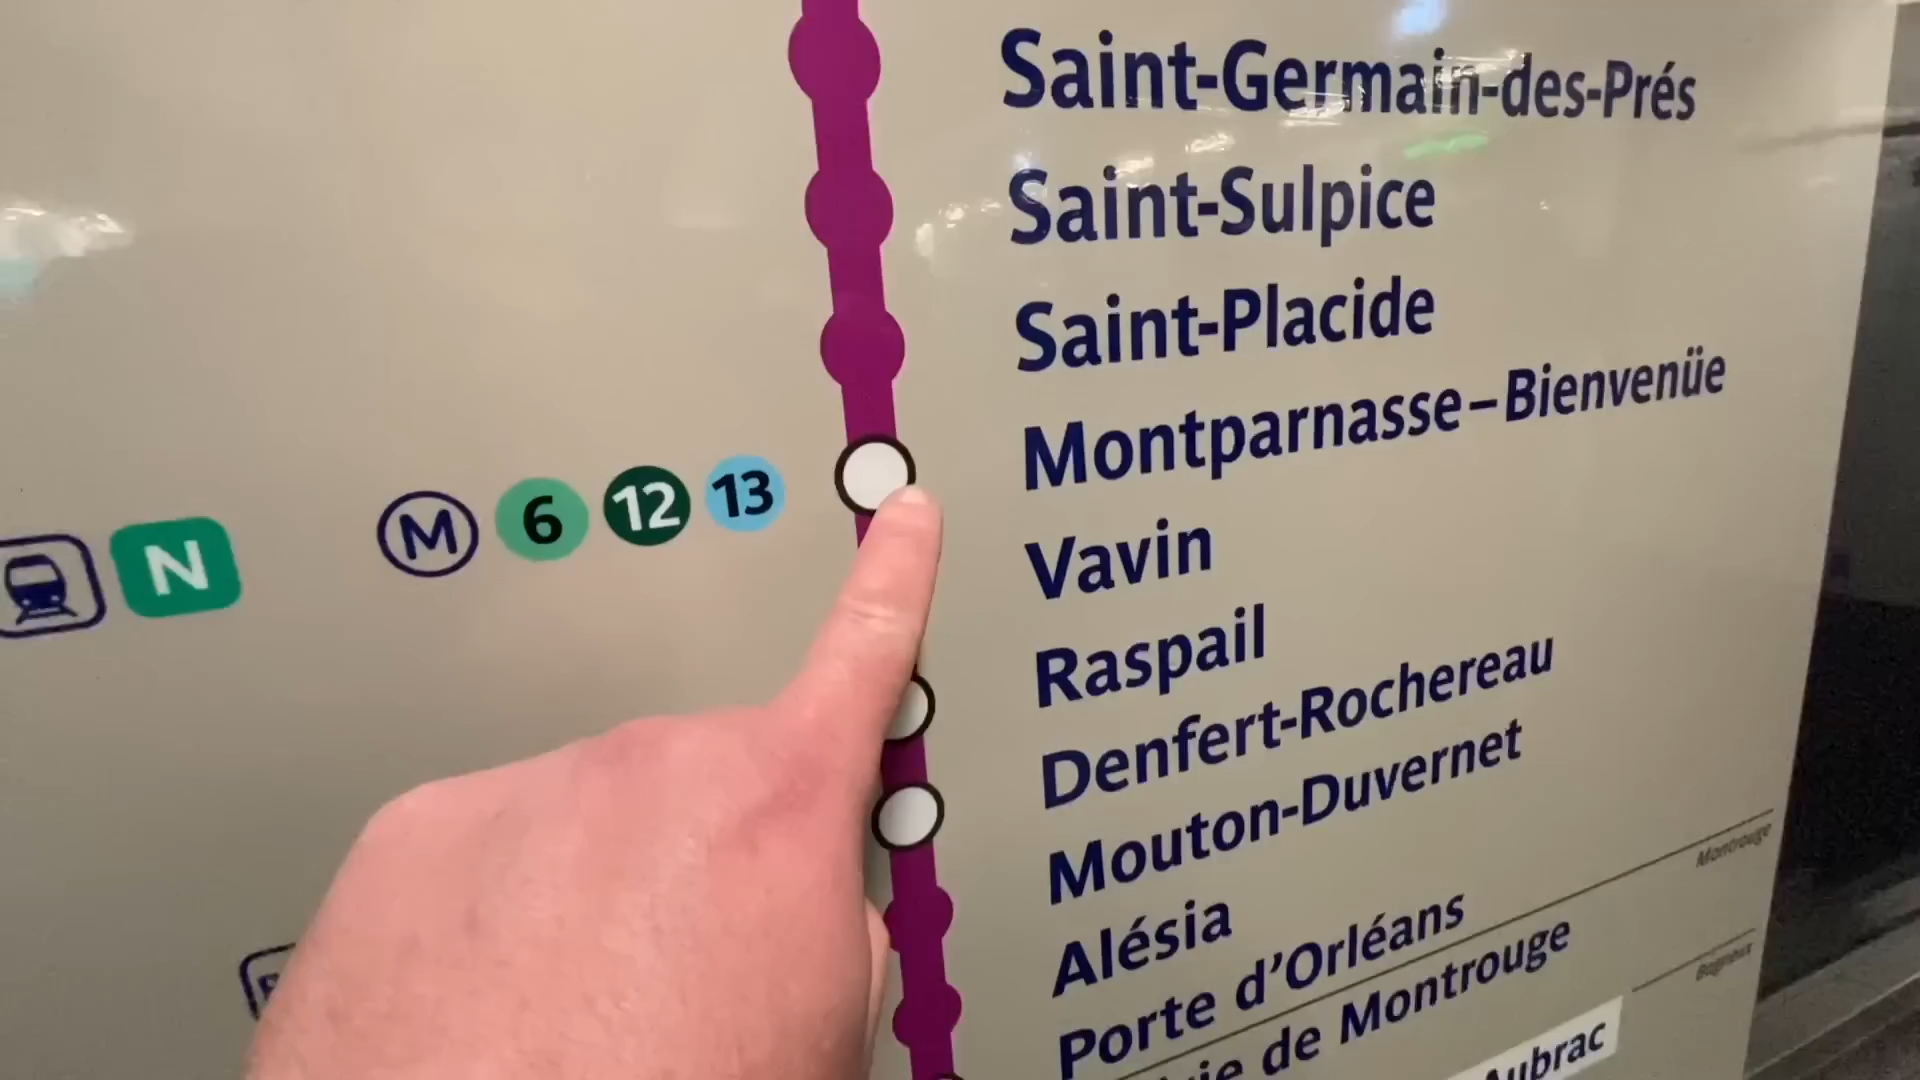 Saint-Germain-des-Prés
Saint-Sulpice
Saint-Placide
Montparnasse–Bienvenüe
N M 6 12 13
Vavin
Raspail
Denfert-Rochereau
Mouton-Duvernet
Montrouge
Alésia
Porte d'Orléans
Bagneux
de Montrouge
Aubrac